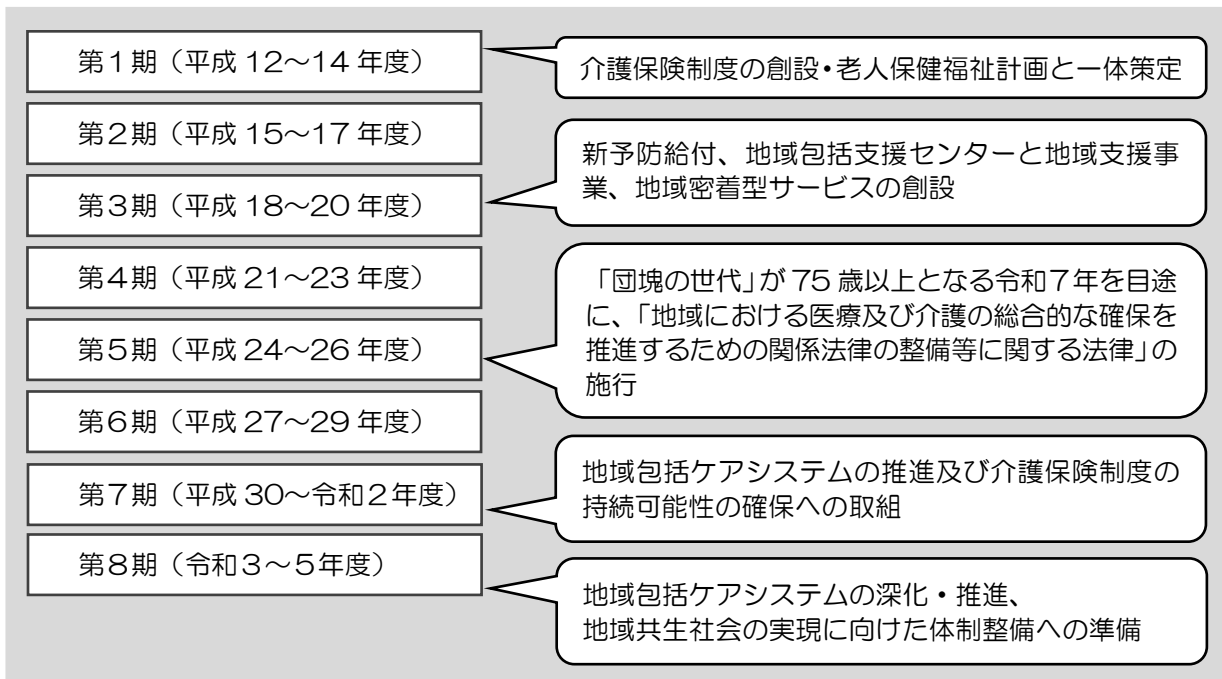 第1期（平成 12～14 年度）
介護保険制度の創設・老人保健福祉計画と一体策定
第2期（平成 15～17 年度）
第3期（平成 18～20 年度）
新予防給付、地域包括支援センターと地域支援事
業、地域密着型サービスの創設
第4期（平成 21～23 年度）
第5期（平成 24～26 年度）
「団塊の世代」が 75 歳以上となる令和7年を目途
に、「地域における医療及び介護の総合的な確保を
推進するための関係法律の整備等に関する法律」の
施行
第6期（平成 27～29 年度）
第7期（平成 30～令和2年度）
地域包括ケアシステムの推進及び介護保険制度の
持続可能性の確保への取組
第8期（令和3～5年度）
地域包括ケアシステムの深化・推進、
地域共生社会の実現に向けた体制整備への準備